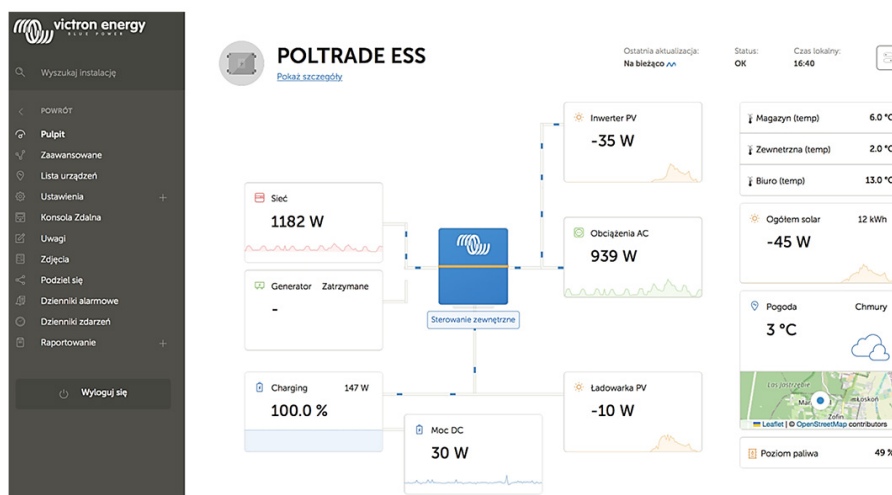 victron energy
BLUE POWER
Wyszukaj instalację
POWRÓT
Pulpit
Zaawansowane
Lista urządzeń
Ustawienia
Konsola Zdalna
Uwagi
Zdjęcia
Podziel się
Dzienniki alarmowe
Dzienniki zdarzeń
Raportowanie
Wyloguj się
POLTRADE ESS
Pokaż szczegóły
Ostatnia aktualizacja:
Na bieżąco
Status:
OK
Czas lokalny:
16:40
Sieć
1182 W
Generator Zatrzymane
-
Charging 147 W
100.0 %
Sterowanie zewnętrzne
Moc DC
30 W
Inwerter PV
-35 W
Obciążenia AC
939 W
Ładowarka PV
-10 W
Magazyn (temp) 6.0 °C
Zewnetrzna (temp) 2.0 °C
Biuro (temp) 13.0 °C
Ogółem solar 12 kWh
-45 W
Pogoda Chmury
3 °C
Las Jastrzębie
Zofin
Leaflet | © OpenStreetMap contributors
Poziom paliwa 49 %